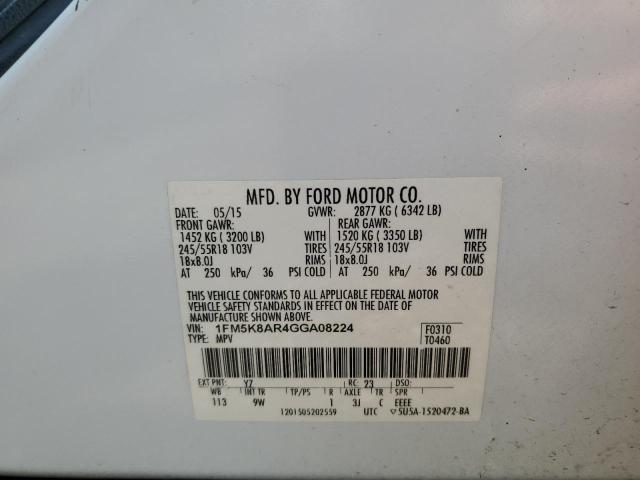 MFD. BY FORD MOTOR CO.
DATE: 05/15 GVWR: 2877 KG ( 6342 LB)
FRONT GAWR: REAR GAWR:
1452 KG ( 3200 LB) WITH 1520 KG ( 3350 LB) WITH
245/55R18 103V TIRES 245/55R18 103V TIRES
18x8.0J RIMS 18x8.0J RIMS
AT 250 kPa/ 36 PSI COLD AT 250 kPa/ 36 PSI COLD
THIS VEHICLE CONFORMS TO ALL APPLICABLE FEDERAL MOTOR
VEHICLE SAFETY STANDARDS IN EFFECT ON THE DATE OF
MANUFACTURE SHOWN ABOVE.
VIN: 1FM5K8AR4GGA08224 F0310
TYPE: MPV T0460
EXT PNT: YZ RC: 23 DSO:
WB INT TR TP/PS R AXLE TR SPR
113 9W 1 3J C EEEE
1201505202559 UTC ▽5U5A-1520472-BA